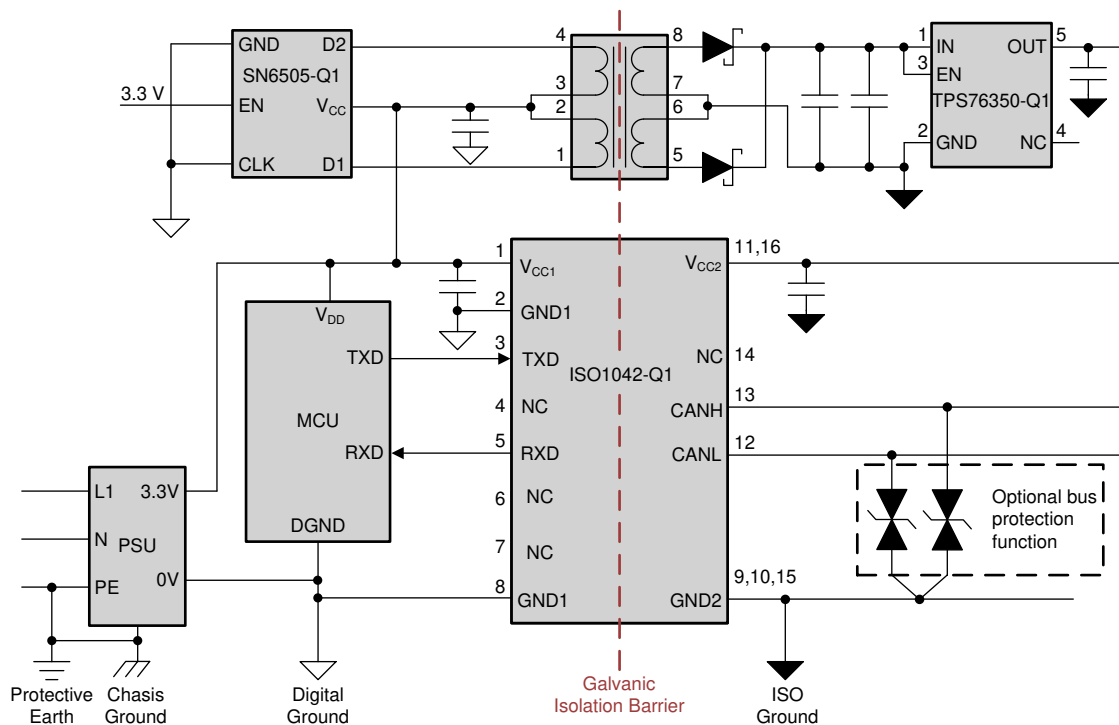 GND
D2
SN6505-Q1
3.3 V
EN
VCC
CLK
D1
4
3
2
1
8
7
6
5
1
IN
OUT
5
3
EN
TPS76350-Q1
2
GND
NC
4
1
VCC1
VCC2
11,16
2
GND1
VDD
TXD
3
TXD
ISO1042-Q1
NC
14
MCU
4
NC
CANH
13
RXD
5
RXD
CANL
12
6
NC
7
NC
DGND
8
GND1
GND2
9,10,15
L1
3.3V
N
PSU
PE
0V
Optional bus
protection
function
Protective
Earth
Chasis
Ground
Digital
Ground
Galvanic
Isolation Barrier
ISO
Ground